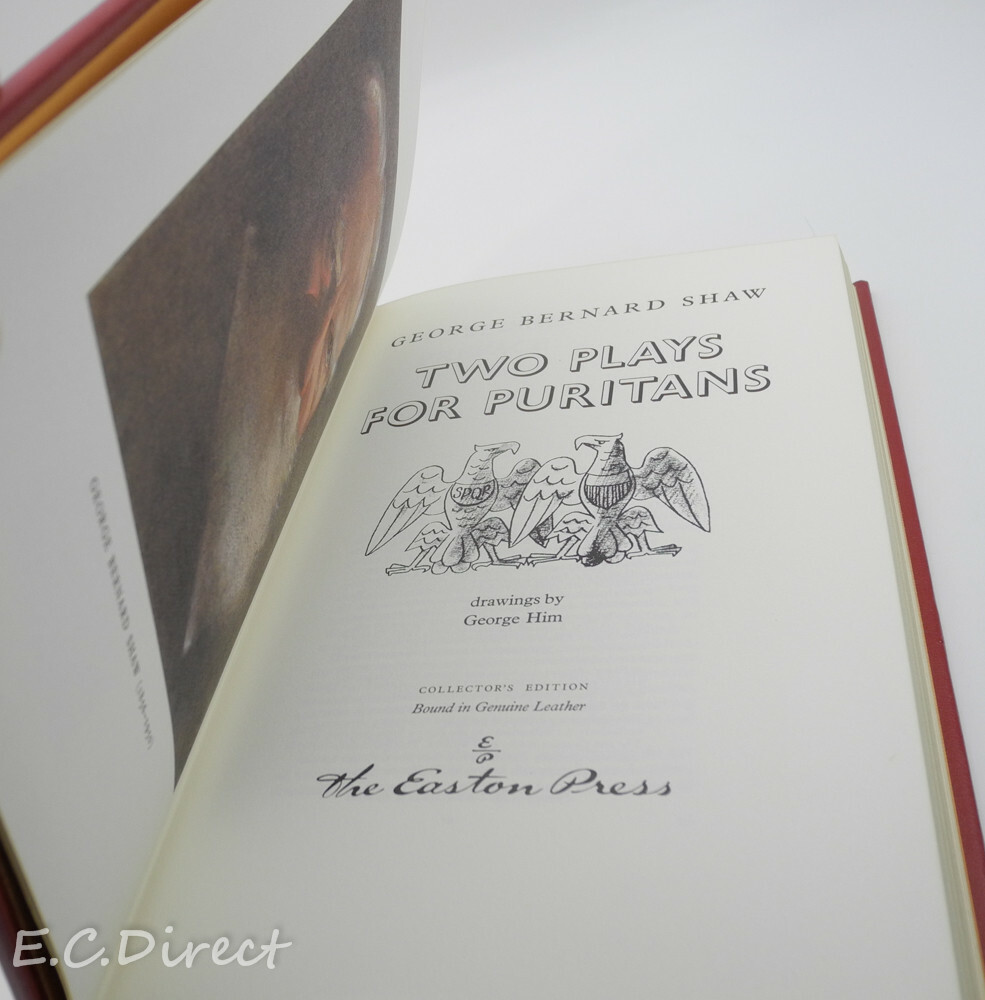 GEORGE BERNARD SHAW
TWO PLAYS
FOR PURITANS
SPQR
drawings by
George Him
COLLECTOR'S EDITION
Bound in Genuine Leather
E
P
The Easton Press
GEORGE BERNARD SHAW
E.C.Direct